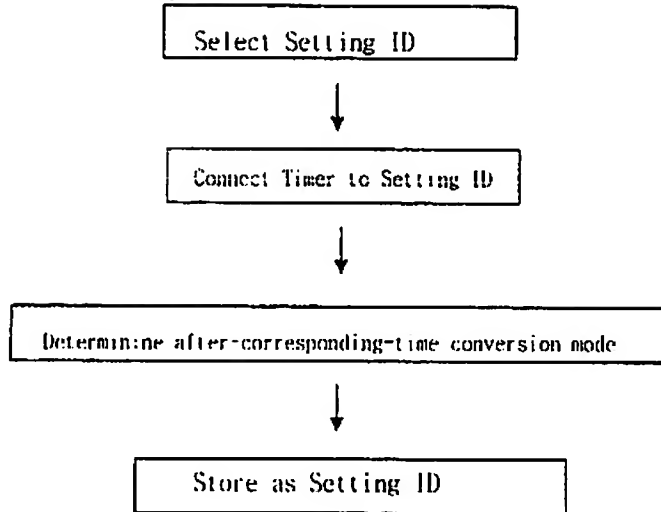 Select Setting ID
Connect Timer to Setting ID
Determinine after-corresponding-time conversion mode
Store as Setting ID